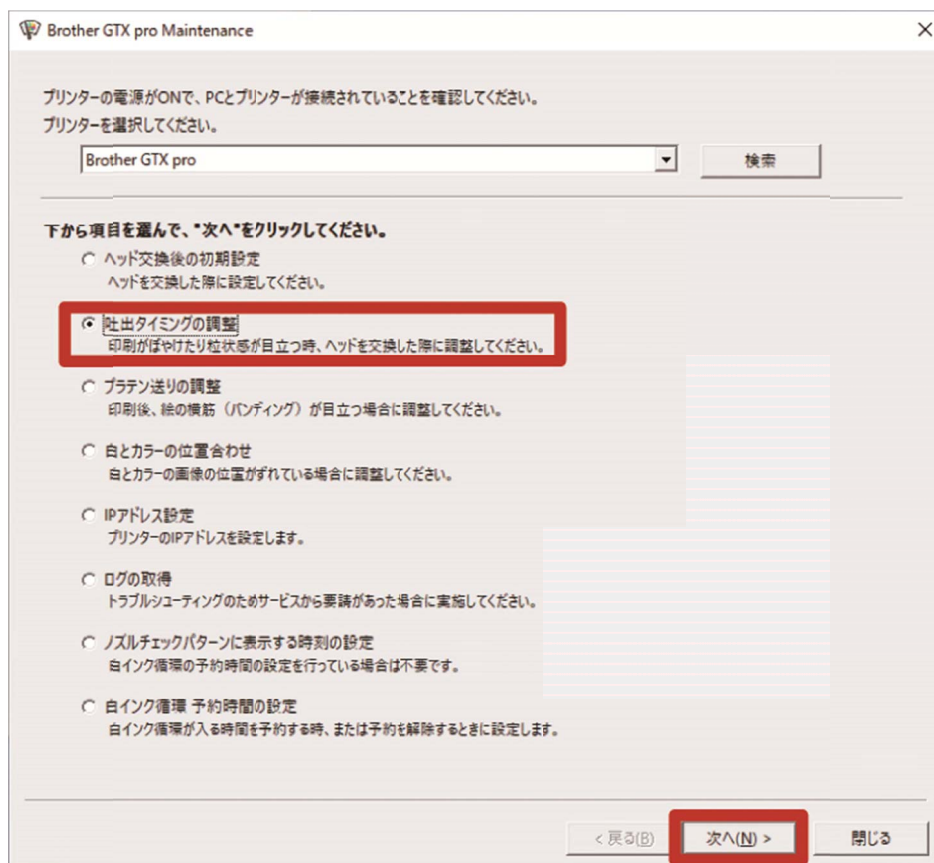 Brother GTX pro Maintenance
プリンターの電源がONで、PCとプリンターが接続されていることを確認してください。
プリンターを選択してください。
Brother GTX pro
検索
下から項目を選んで、"次へ"をクリックしてください。
ヘッド交換後の初期設定
ヘッドを交換した際に設定してください。
吐出タイミングの調整
印刷がぼやけたり粒状感が目立つ時、ヘッドを交換した際に調整してください。
プラテン送りの調整
印刷後、絵の横筋（バンディング）が目立つ場合に調整してください。
白とカラーの位置合わせ
白とカラーの画像の位置がずれている場合に調整してください。
IPアドレス設定
プリンターのIPアドレスを設定します。
ログの取得
トラブルシューティングのためサービスから要請があった場合に実施してください。
ノズルチェックパターンに表示する時刻の設定
白インク循環の予約時間の設定を行っている場合は不要です。
白インク循環 予約時間の設定
白インク循環が入る時間を予約する時、または予約を解除するときに設定します。
< 戻る(B)
次へ(N) >
閉じる